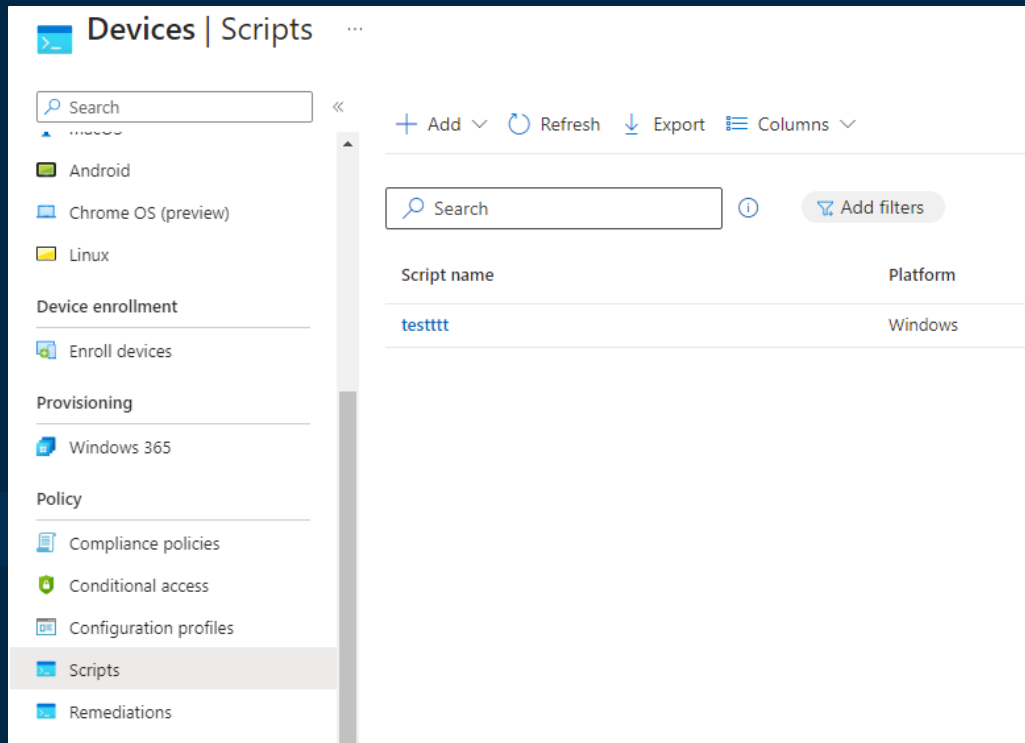 Devices | Scripts ...
Search
«
Android
Chrome OS (preview)
Linux
Device enrollment
Enroll devices
Provisioning
Windows 365
Policy
Compliance policies
Conditional access
Configuration profiles
Scripts
Remediations
Add Refresh Export Columns
Search Add filters
Script name Platform
testttt Windows